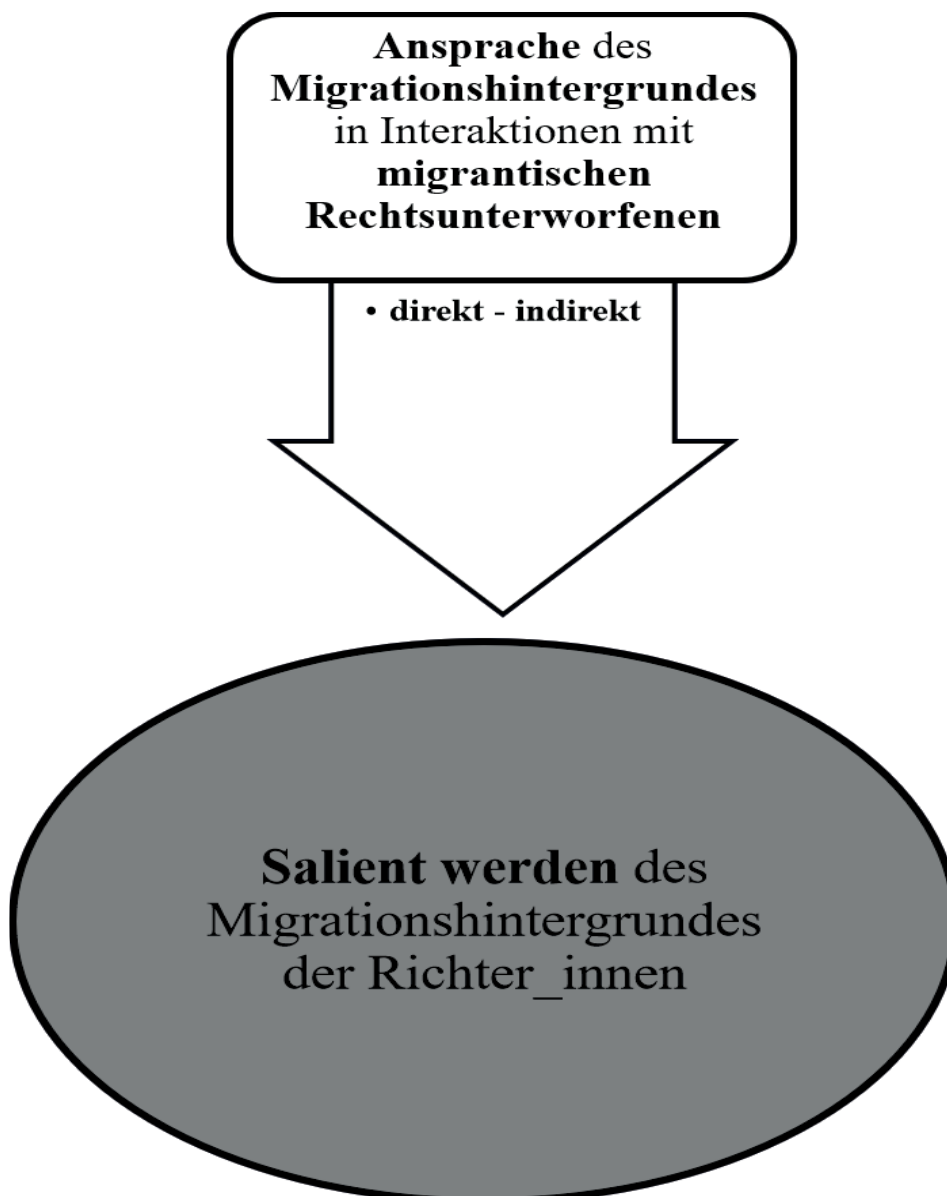 Ansprache des
Migrationshintergrundes
in Interaktionen mit
migrantischen
Rechtsunterworfenen
• direkt - indirekt
Salient werden des
Migrationshintergrundes
der Richter_innen